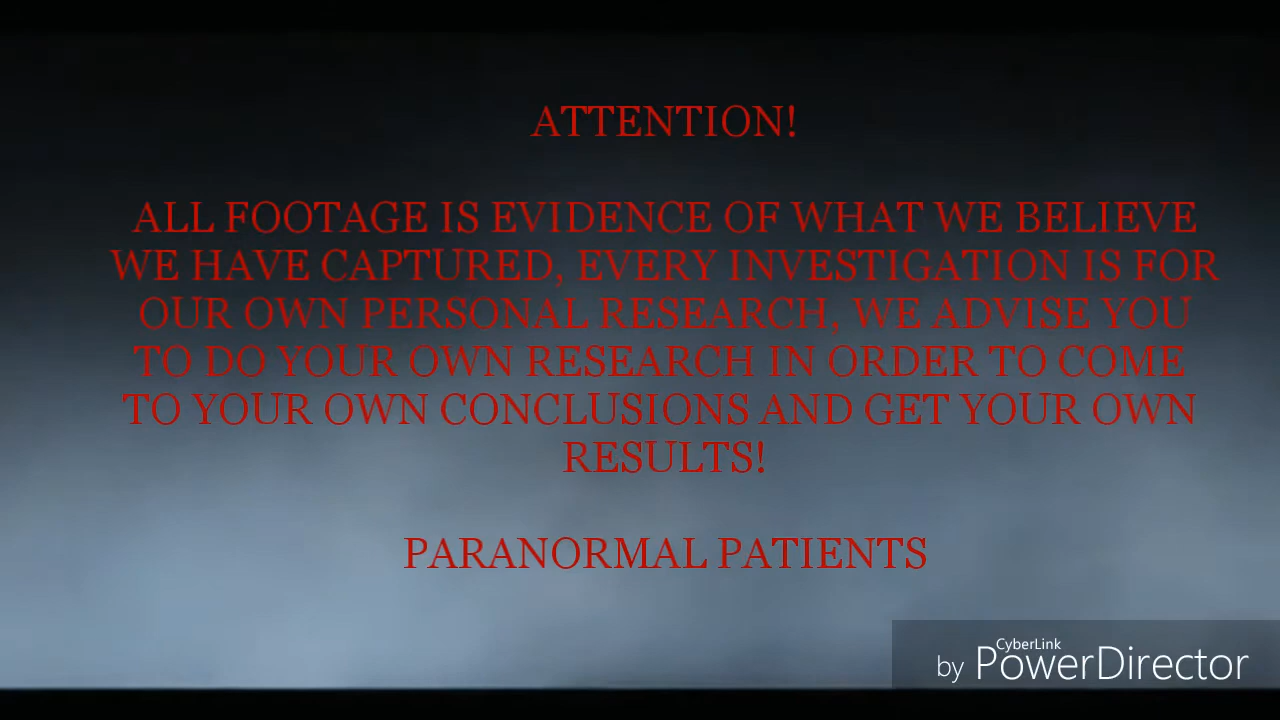 ATTENTION!
ALL FOOTAGE IS EVIDENCE OF WHAT WE BELIEVE
WE HAVE CAPTURED, EVERY INVESTIGATION IS FOR
OUR OWN PERSONAL RESEARCH, WE ADVISE YOU
TO DO YOUR OWN RESEARCH IN ORDER TO COME
TO YOUR OWN CONCLUSIONS AND GET YOUR OWN
RESULTS!
PARANORMAL PATIENTS
CyberLink
by PowerDirector